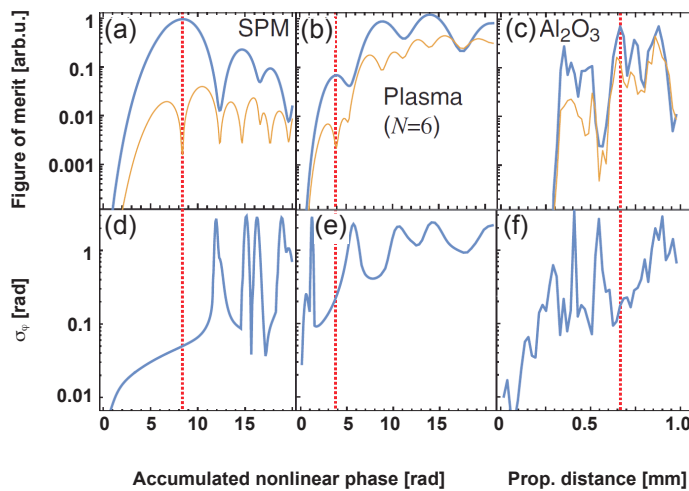 (a) SPM (b) (c) Al₂O₃
Figure of merit [arb.u.]
1
0.1
0.01
0.001
Plasma
(N=6)
(d) (e) (f)
σφ [rad]
1
0.1
0.01
0 5 10 15 0 5 10 15 0 0.5 1.0
Accumulated nonlinear phase [rad] Prop. distance [mm]